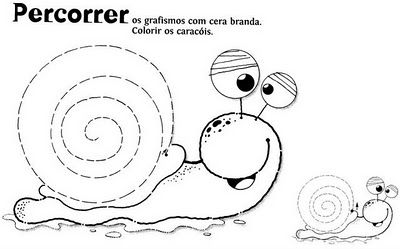 Percorrer os grafismos com cera branda.
Colorir os caracóis.